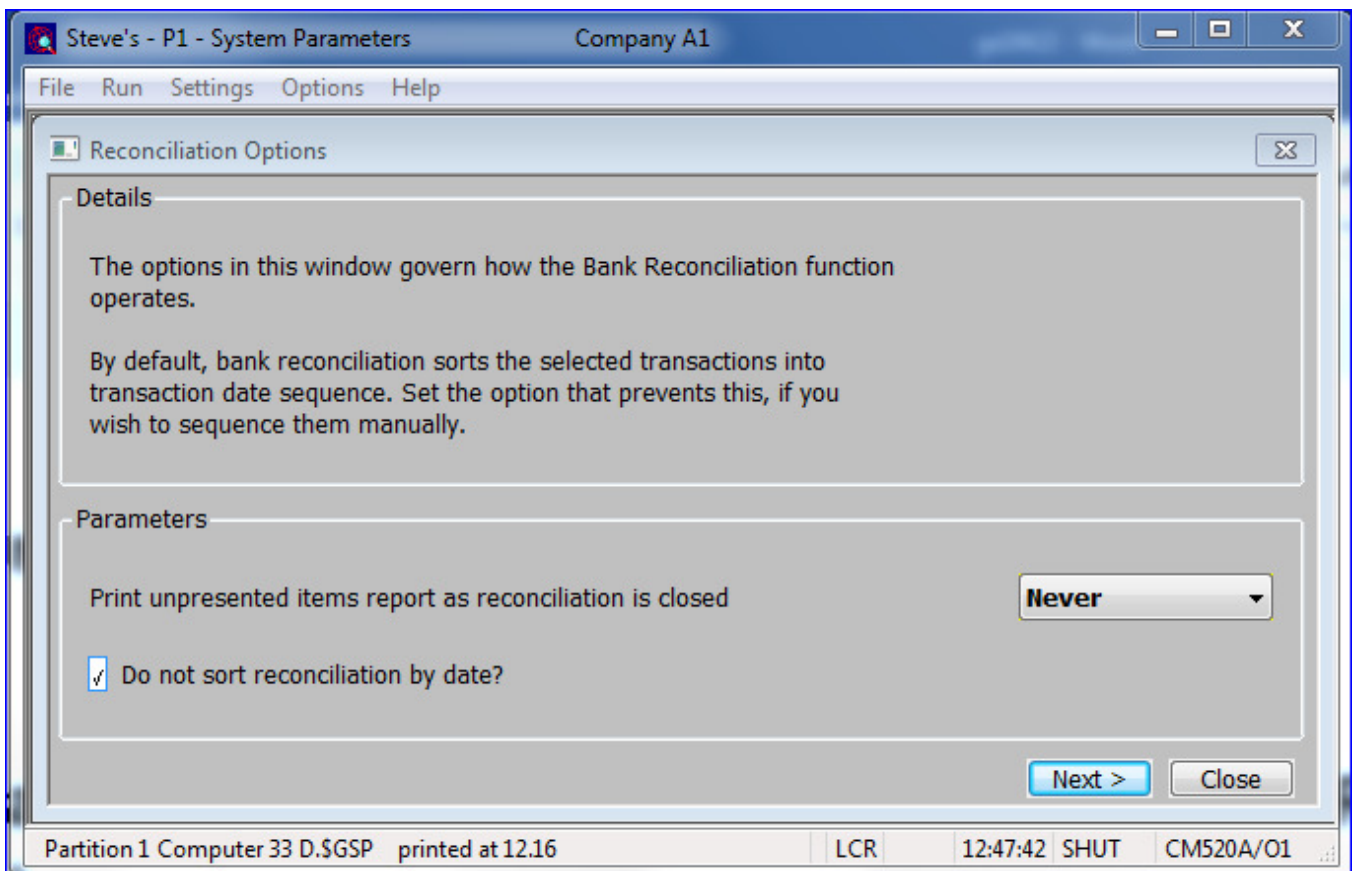 Steve's - P1 - System Parameters Company A1
File Run Settings Options Help
Reconciliation Options
Details
The options in this window govern how the Bank Reconciliation function
operates.
By default, bank reconciliation sorts the selected transactions into
transaction date sequence. Set the option that prevents this, if you
wish to sequence them manually.
Parameters
Print unpresented items report as reconciliation is closed Never
Do not sort reconciliation by date?
Next > Close
Partition 1 Computer 33 D.$GSP printed at 12.16 LCR 12:47:42 SHUT CM520A/O1